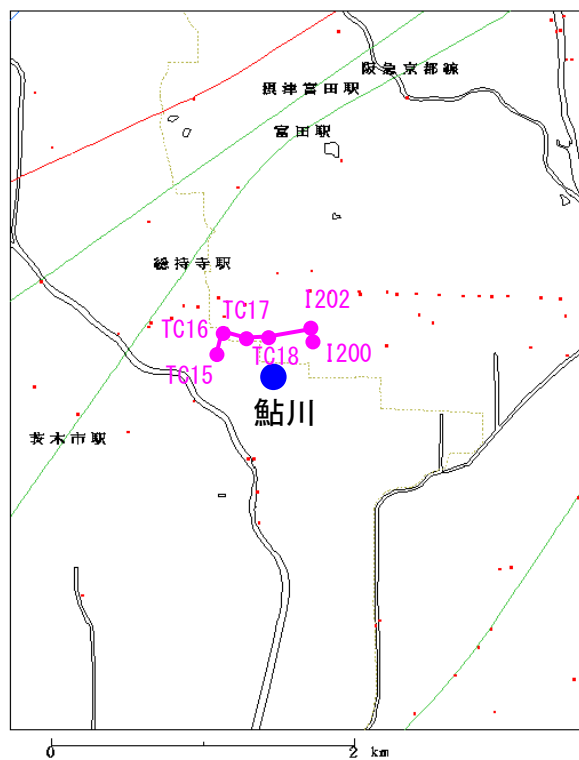 阪急京都線
摂津富田駅
富田駅
総持寺駅
I202
TC17
TC16
I200
TC18
TC15
鮎川
茨木市駅
0 2 km